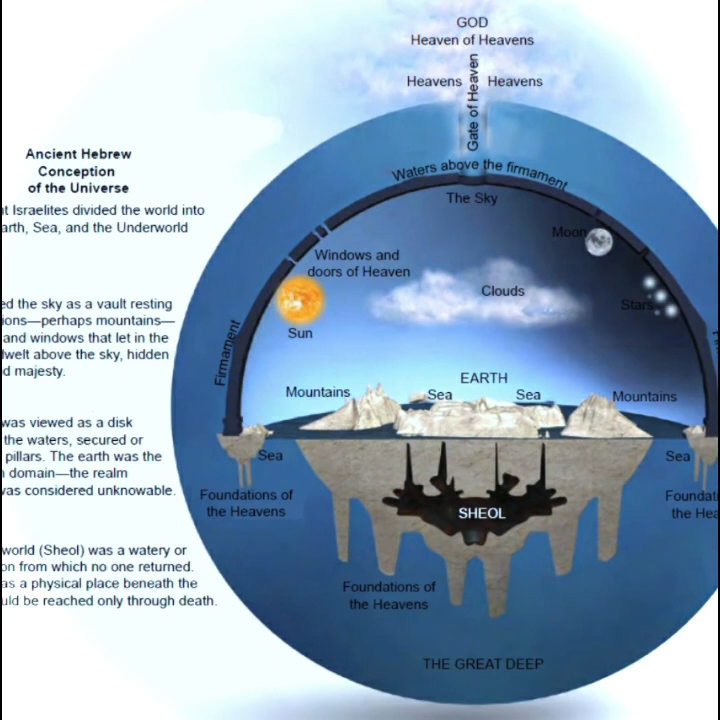 GOD
Heaven of Heavens
Heavens
Gate of Heaven
Heavens
Waters above the firmament
The Sky
Ancient Hebrew
Conception
of the Universe
Israelites divided the world into
Sea, and the Underworld
the sky as a vault resting
perhaps mountains—
and windows that let in the
above the sky, hidden
majesty.
was viewed as a disk
the waters, secured or
pillars. The earth was the
domain—the realm
was considered unknowable.
world (Sheol) was a watery or
from which no one returned.
as a physical place beneath the
be reached only through death.
Moon
Windows and
doors of Heaven
Clouds
Stars
Sun
Firmament
EARTH
Mountains
Sea
Sea
Mountains
Sea
Sea
Foundations of
the Heavens
SHEOL
the
Foundations of
the Heavens
THE GREAT DEEP